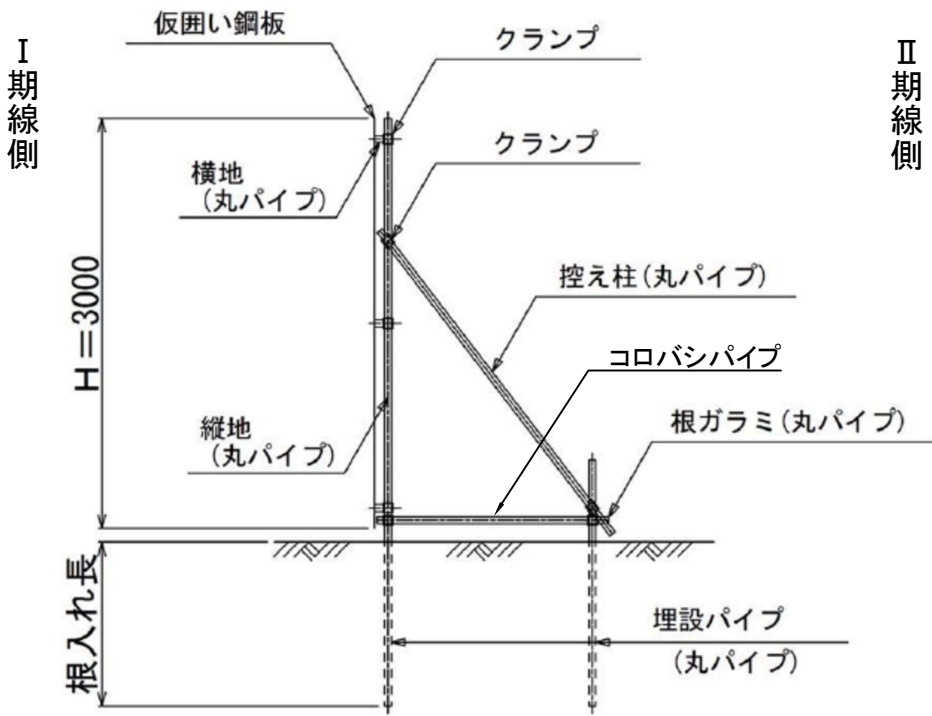 Ⅰ期線側
Ⅱ期線側
仮囲い鋼板
クランプ
クランプ
横地
(丸パイプ)
H=3000
控え柱(丸パイプ)
コロバシパイプ
縦地
(丸パイプ)
根ガラミ(丸パイプ)
根入れ長
埋設パイプ
(丸パイプ)